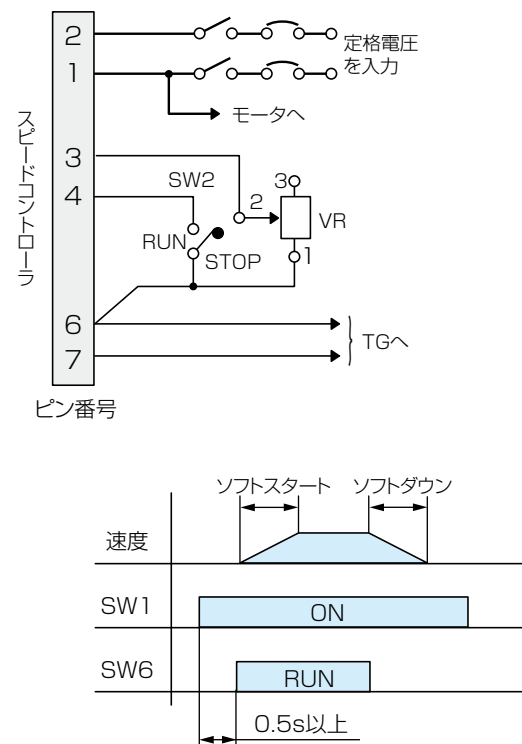 2
定格電圧
を入力
1
モータへ
スピードコントローラ
3
SW2
3
4
2
VR
RUN
STOP
1
6
TGへ
7
ピン番号
ソフトスタート
ソフトダウン
速度
SW1
ON
SW6
RUN
0.5s以上